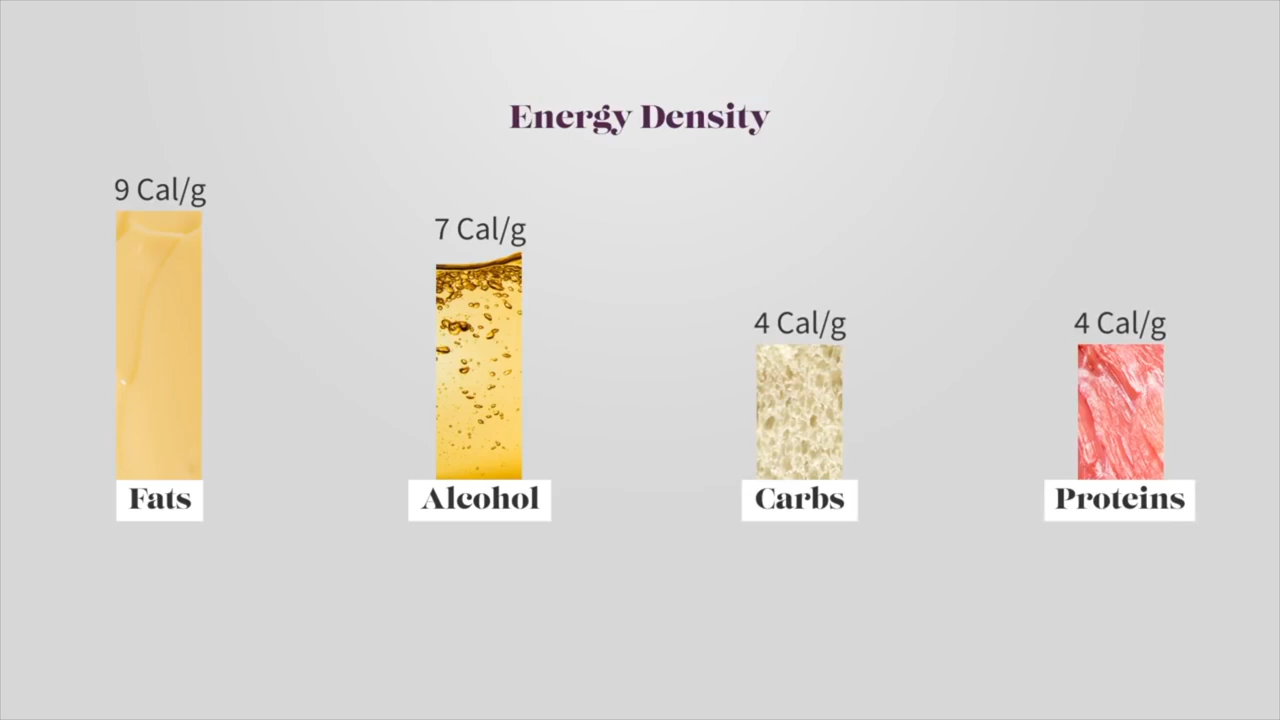 Energy Density
9 Cal/g
7 Cal/g
4 Cal/g
4 Cal/g
Fats
Alcohol
Carbs
Proteins